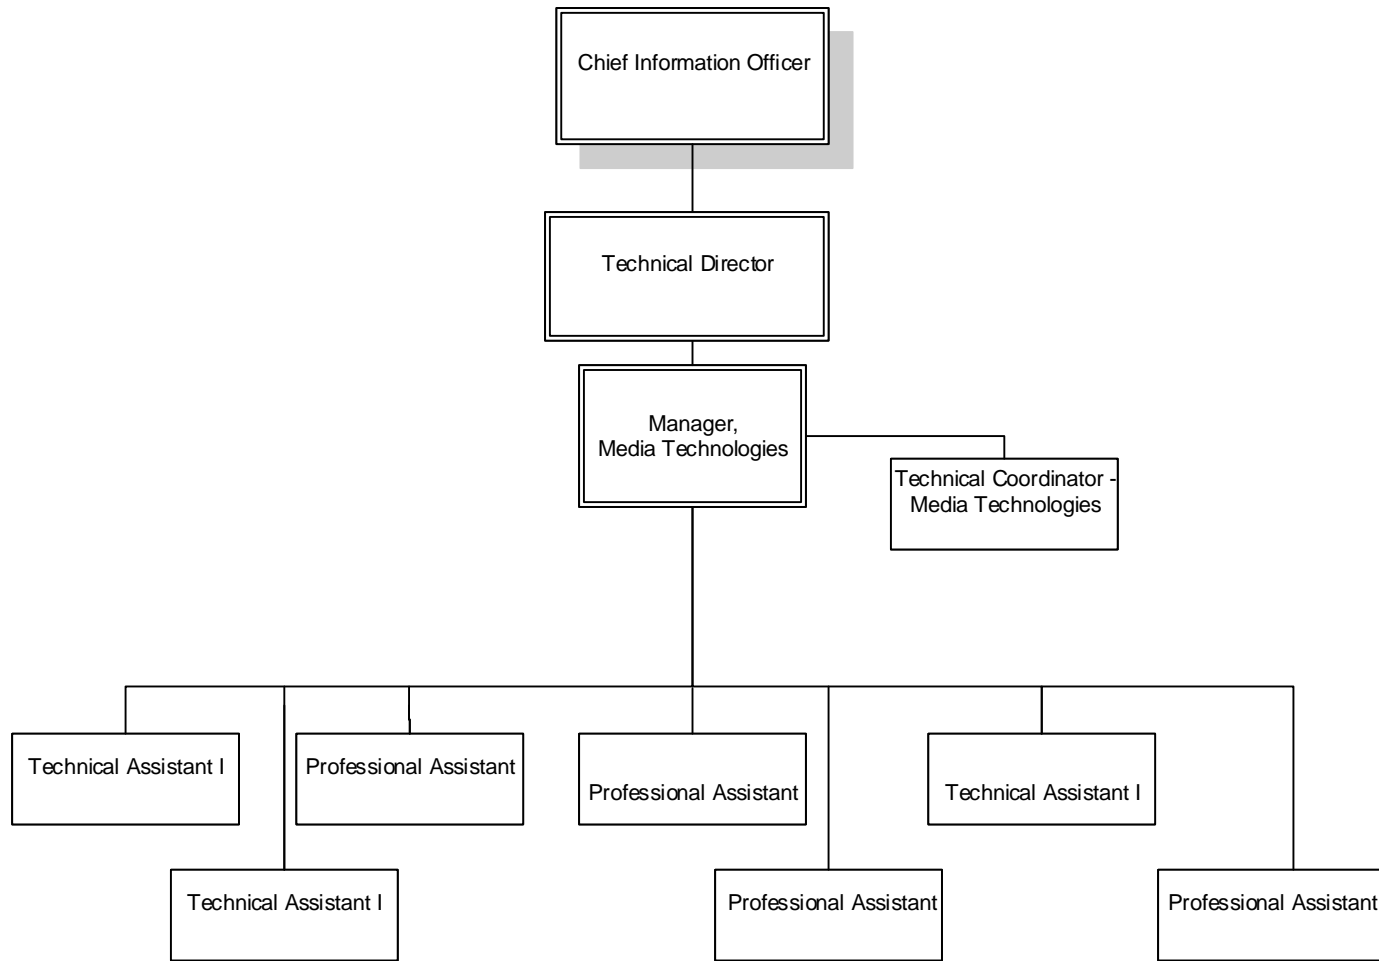 Chief Information Officer
Technical Director
Manager,
Media Technologies
Technical Coordinator -
Media Technologies
Technical Assistant I
Professional Assistant
Professional Assistant
Technical Assistant I
Technical Assistant I
Professional Assistant
Professional Assistant